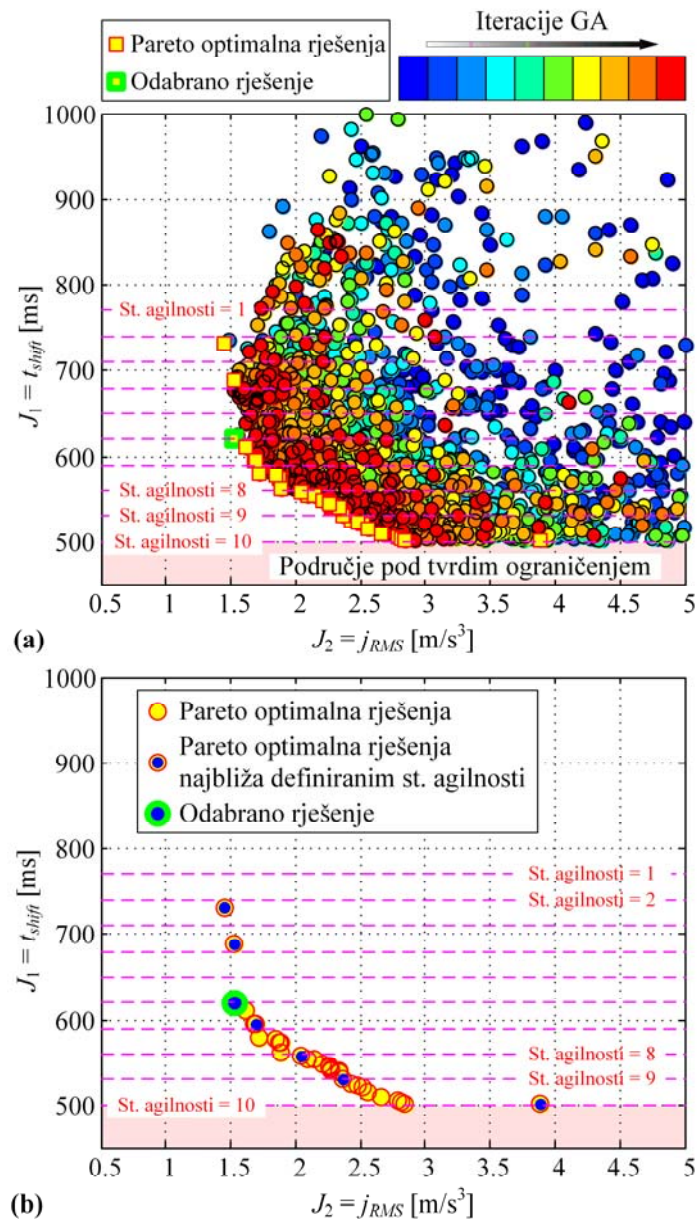 Pareto optimalna rješenja
Odabrano rješenje
Iteracije GA
1000
900
800
700
600
500
J₁ = t_shift [ms]
St. agilnosti = 1
St. agilnosti = 8
St. agilnosti = 9
St. agilnosti = 10
Područje pod tvrdim ograničenjem
0.5 1 1.5 2 2.5 3 3.5 4 4.5 5
J₂ = j_RMS [m/s³]
(a)
1000
900
800
700
600
500
J₁ = t_shift [ms]
Pareto optimalna rješenja
Pareto optimalna rješenja
najbliža definiranim st. agilnosti
Odabrano rješenje
St. agilnosti = 1
St. agilnosti = 2
St. agilnosti = 8
St. agilnosti = 9
St. agilnosti = 10
0.5 1 1.5 2 2.5 3 3.5 4 4.5 5
J₂ = j_RMS [m/s³]
(b)